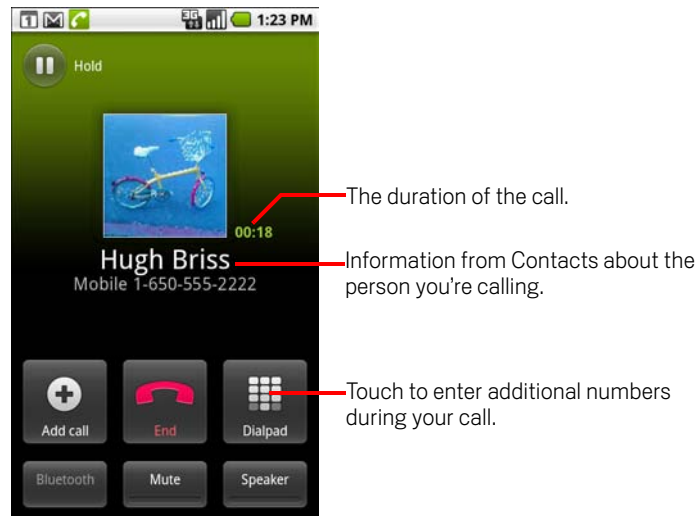 1 3G 1:23 PM
Hold
00:18
The duration of the call.
Hugh Briss
Information from Contacts about the
person you're calling.
Mobile 1-650-555-2222
Add call End Dialpad
Touch to enter additional numbers
during your call.
Bluetooth Mute Speaker